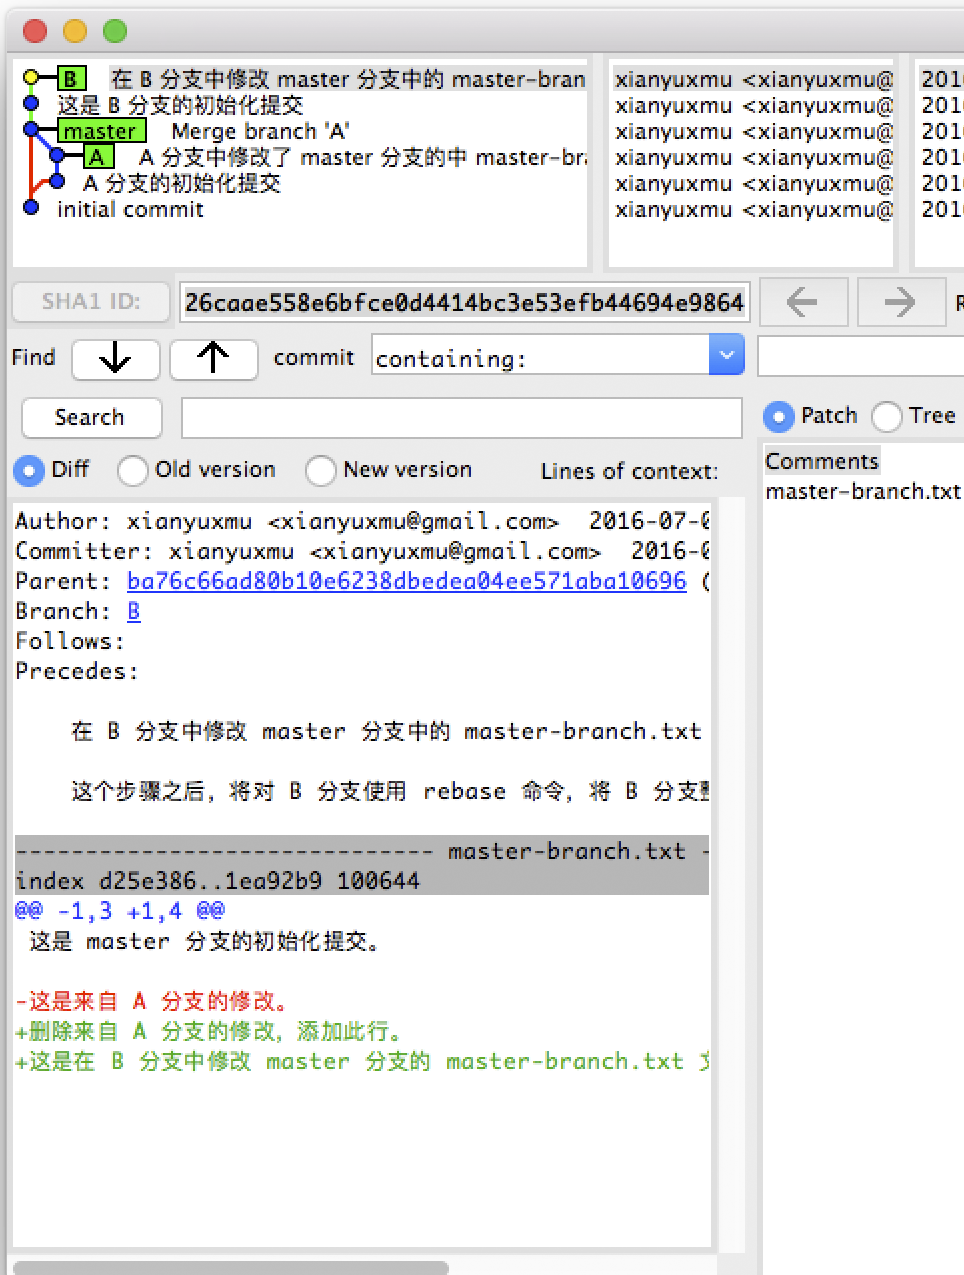 B 在 B 分支中修改 master 分支中的 master-bran
这是 B 分支的初始化提交
master Merge branch 'A'
A A 分支中修改了 master 分支的中 master-bra
A 分支的初始化提交
initial commit
xianyuxmu <xianyuxmu@
xianyuxmu <xianyuxmu@
xianyuxmu <xianyuxmu@
xianyuxmu <xianyuxmu@
xianyuxmu <xianyuxmu@
xianyuxmu <xianyuxmu@
201
201
201
201
201
201
SHA1 ID: 26caae558e6bfce0d4414bc3e53efb44694e9864
Find commit containing:
Search
Patch Tree
Diff Old version New version Lines of context:
Comments
master-branch.txt
Author: xianyuxmu <xianyuxmu@gmail.com> 2016-07-0
Committer: xianyuxmu <xianyuxmu@gmail.com> 2016-0
Parent: ba76c66ad80b10e6238dbedea04ee571aba10696 (
Branch: B
Follows:
Precedes:
在 B 分支中修改 master 分支中的 master-branch.txt
这个步骤之后，将对 B 分支使用 rebase 命令，将 B 分支
------------------------------ master-branch.txt -
index d25e386..1ea92b9 100644
@@ -1,3 +1,4 @@
这是 master 分支的初始化提交。
-这是来自 A 分支的修改。
+删除来自 A 分支的修改，添加此行。
+这是在 B 分支中修改 master 分支的 master-branch.txt